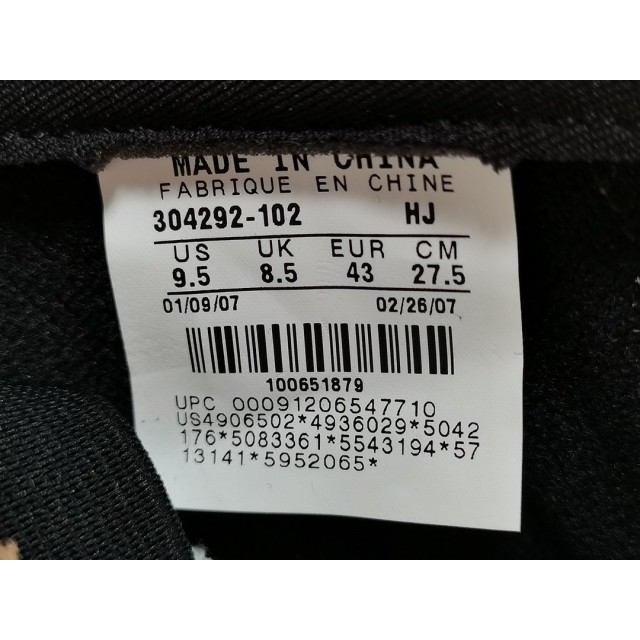 MADE IN CHINA
FABRIQUE EN CHINE
304292-102 HJ
US UK EUR CM
9.5 8.5 43 27.5
01/09/07 02/26/07
100651879
UPC 00091206547710
US4906502*4936029*5042
176*5083361*5543194*57
13141*5952065*